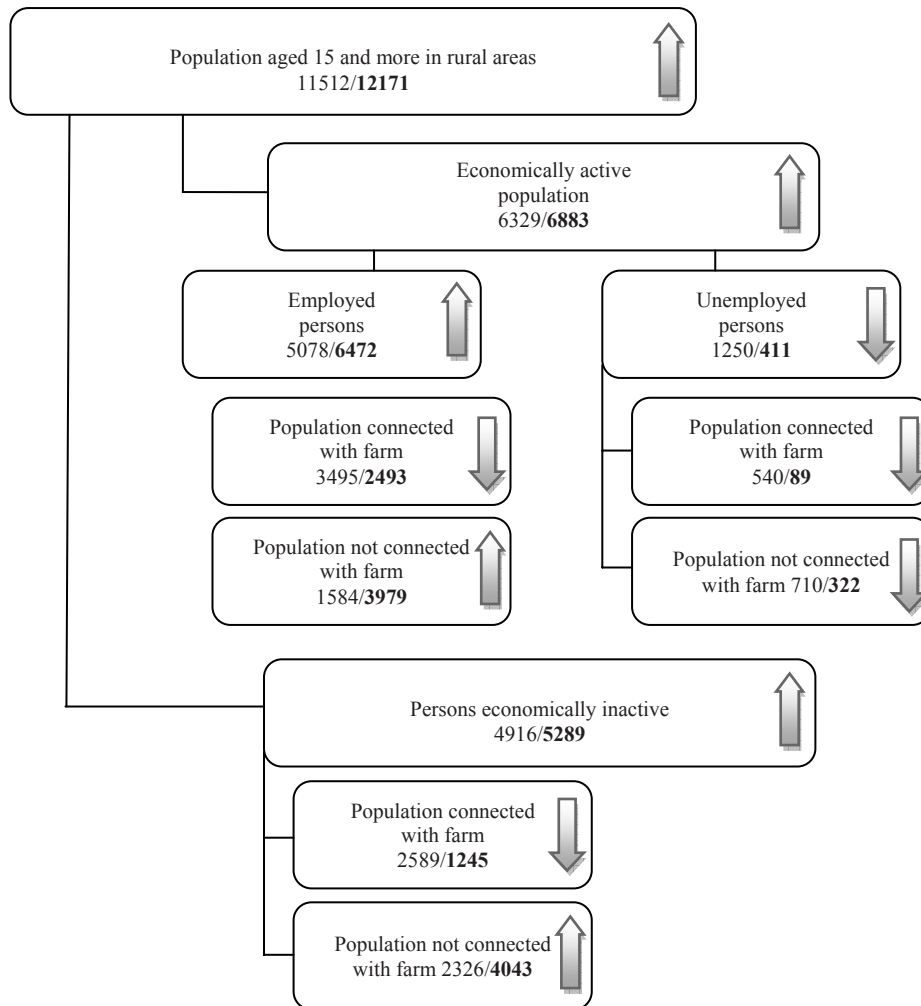 Population aged 15 and more in rural areas
11512/12171
Economically active
population
6329/6883
Employed
persons
5078/6472
Unemployed
persons
1250/411
Population connected
with farm
3495/2493
Population connected
with farm
540/89
Population not connected
with farm
1584/3979
Population not connected
with farm 710/322
Persons economically inactive
4916/5289
Population connected
with farm
2589/1245
Population not connected
with farm 2326/4043